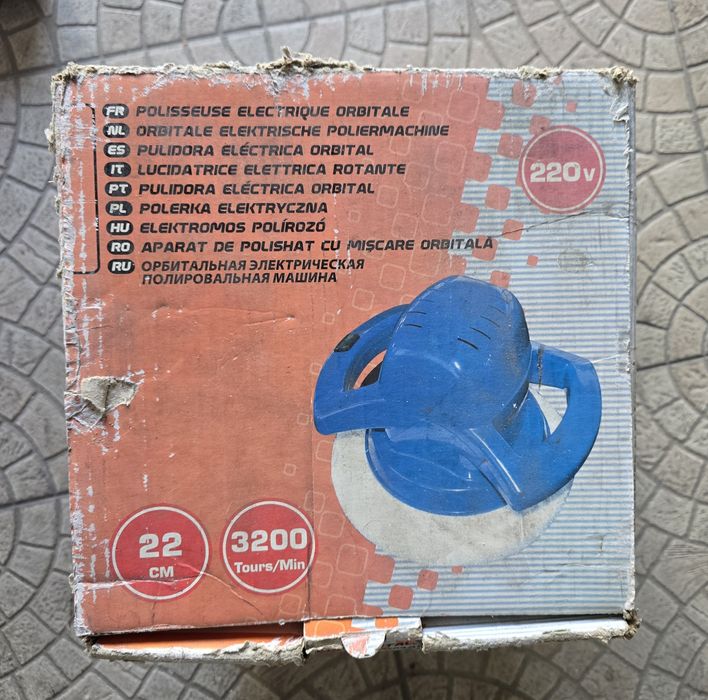 FR POLISSEUSE ELECTRIQUE ORBITALE
NL ORBITALE ELEKTRISCHE POLIERMACHINE
ES PULIDORA ELÉCTRICA ORBITAL
IT LUCIDATRICE ELETTRICA ROTANTE
PT PULIDORA ELÉCTRICA ORBITAL
PL POLERKA ELEKTRYCZNA
HU ELEKTROMOS POLÍROZÓ
RO APARAT DE POLISHAT CU MIȘCARE ORBITALĂ
RU ОРБИТАЛЬНАЯ ЭЛЕКТРИЧЕСКАЯ
ПОЛИРОВАЛЬНАЯ МАШИНА
220V
22
CM
3200
Tours/Min